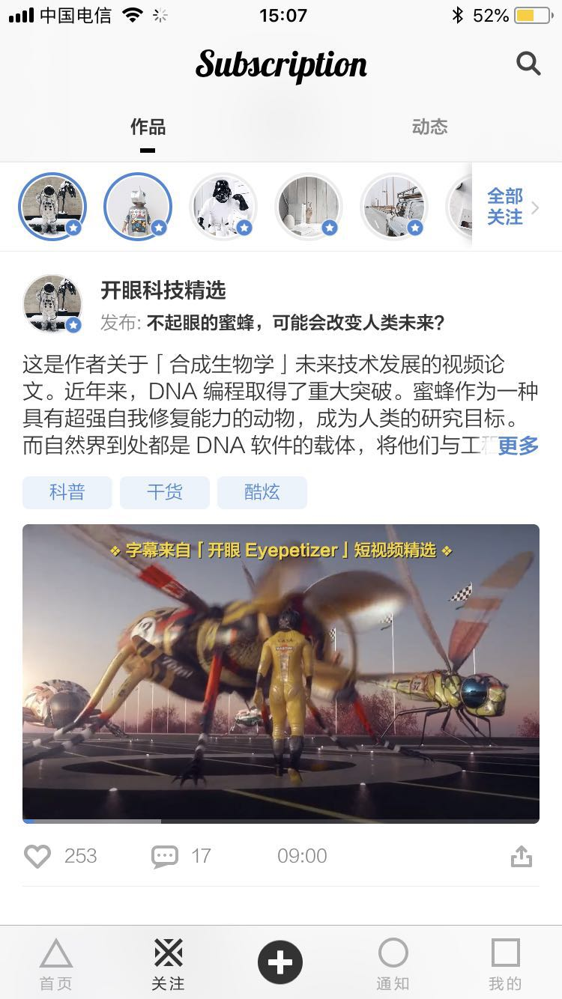 中国电信
15:07
52%
Subscription
作品
动态
全部
关注
开眼科技精选
发布: 不起眼的蜜蜂，可能会改变人类未来？
这是作者关于「 合成生物学 」未来技术发展的视频论
文。近年来，DNA 编程取得了重大突破。蜜蜂作为一种
具有超强自我修复能力的动物，成为人类的研究目标。
而自然界到处都是 DNA 软件的载体，将他们与工程更多
科普
干货
酷炫
字幕来自「 开眼 Eyepetizer 」短视频精选
MARTINI
37
253
17
09:00
首页
关注
通知
我的